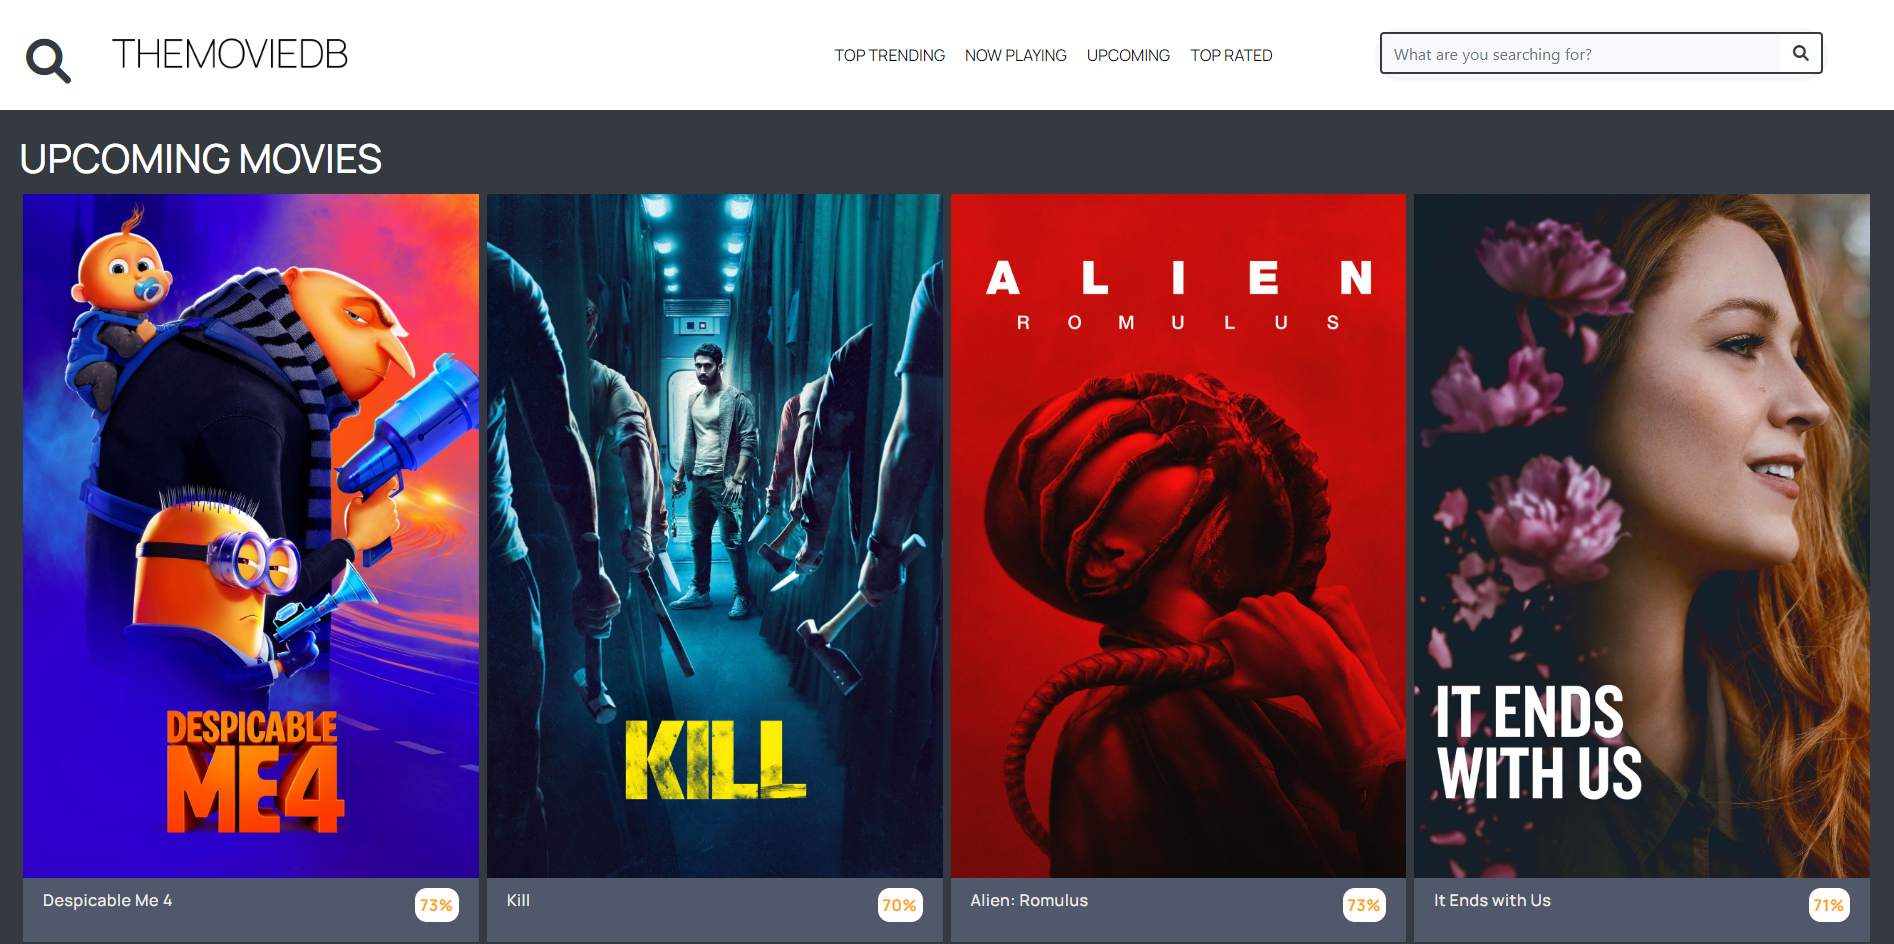 THEMOVIEDB
TOP TRENDING NOW PLAYING UPCOMING TOP RATED
What are you searching for?
UPCOMING MOVIES
DESPICABLE
ME 4
KILL
ALIEN
ROMULUS
IT ENDS
WITH US
Despicable Me 4 73%
Kill 70%
Alien: Romulus 73%
It Ends with Us 71%